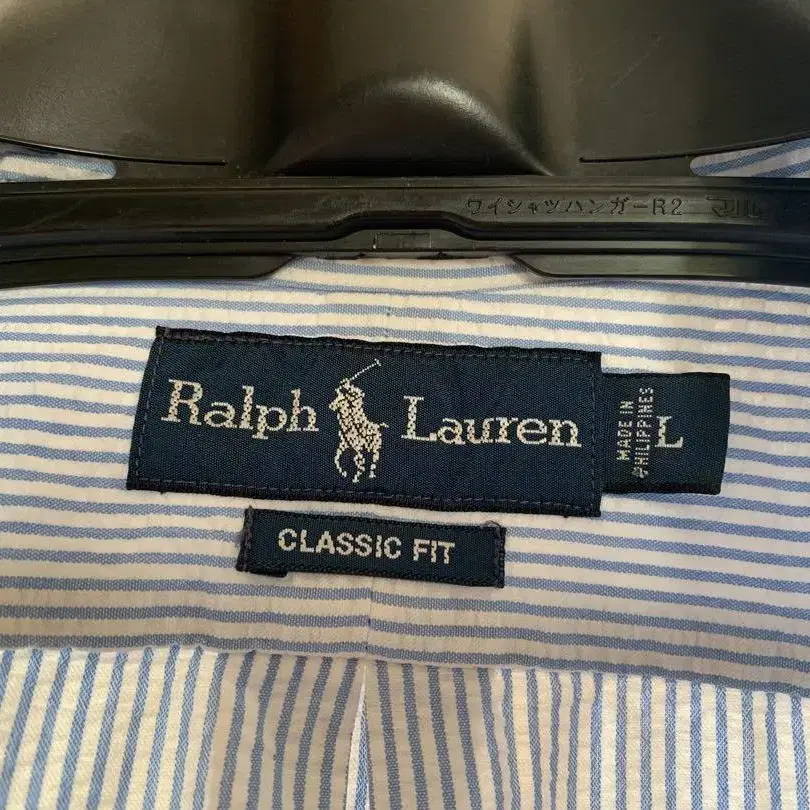 ワイシャツハンガーR2
Ralph Lauren
MADE IN
PHILIPPINES
L
CLASSIC FIT